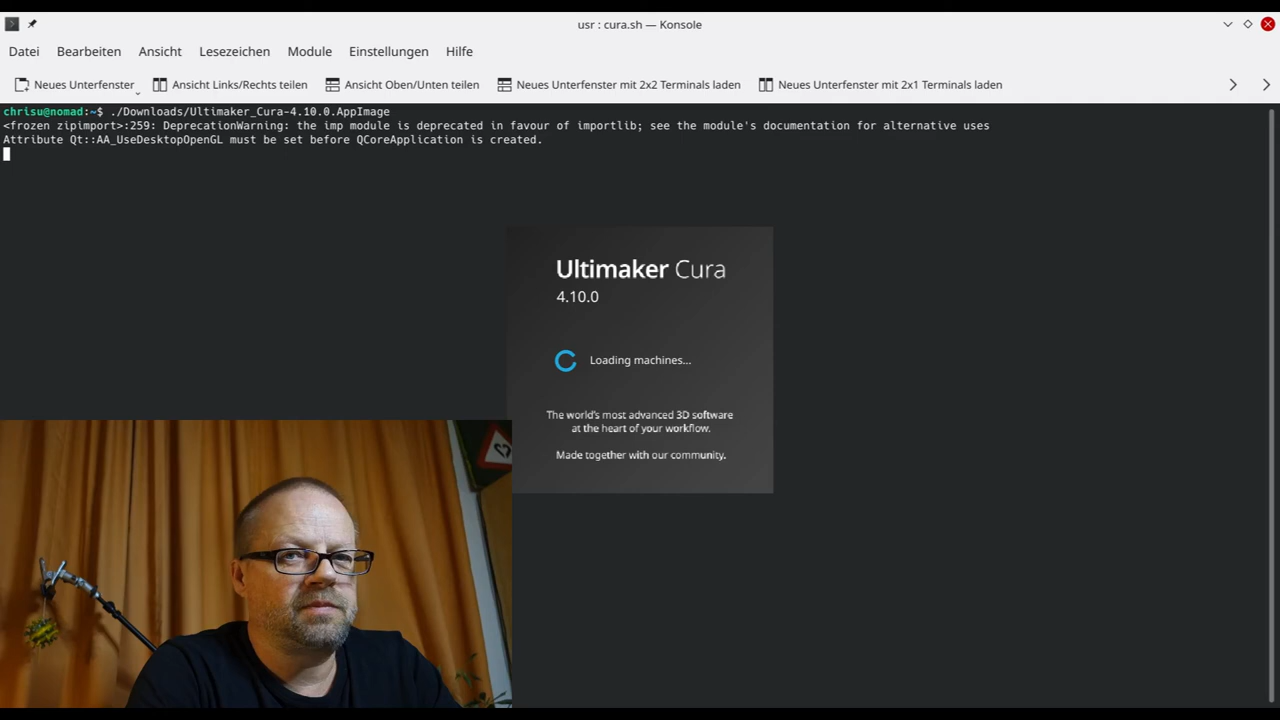 usr : cura.sh — Konsole
Datei Bearbeiten Ansicht Lesezeichen Module Einstellungen Hilfe
Neues Unterfenster Ansicht Links/Rechts teilen Ansicht Oben/Unten teilen Neues Unterfenster mit 2x2 Terminals laden Neues Unterfenster mit 2x1 Terminals laden
chrisu@nomad:~$ ./Downloads/Ultimaker_Cura-4.10.0.AppImage
<frozen zipimport>:259: DeprecationWarning: the imp module is deprecated in favour of importlib; see the module's documentation for alternative uses
Attribute Qt::AA_UseDesktopOpenGL must be set before QCoreApplication is created.
Ultimaker Cura
4.10.0
Loading machines...
The world's most advanced 3D software
at the heart of your workflow.
Made together with our community.